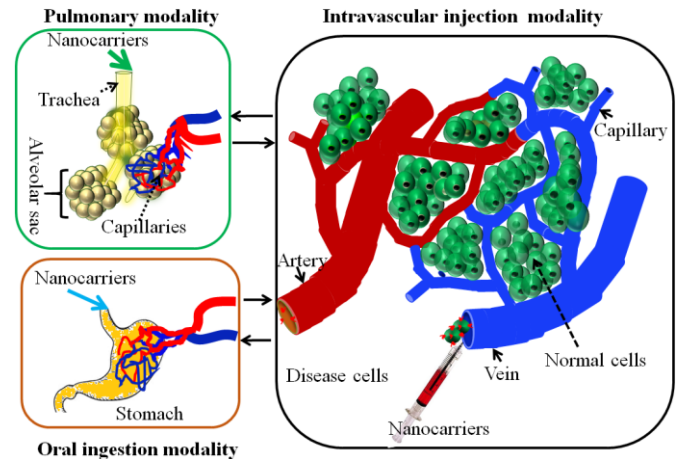 Pulmonary modality
Nanocarriers
Trachea
Alveolar sac
Capillaries
Intravascular injection modality
Capillary
Artery
Disease cells
Vein
Normal cells
Nanocarriers
Nanocarriers
Stomach
Oral ingestion modality